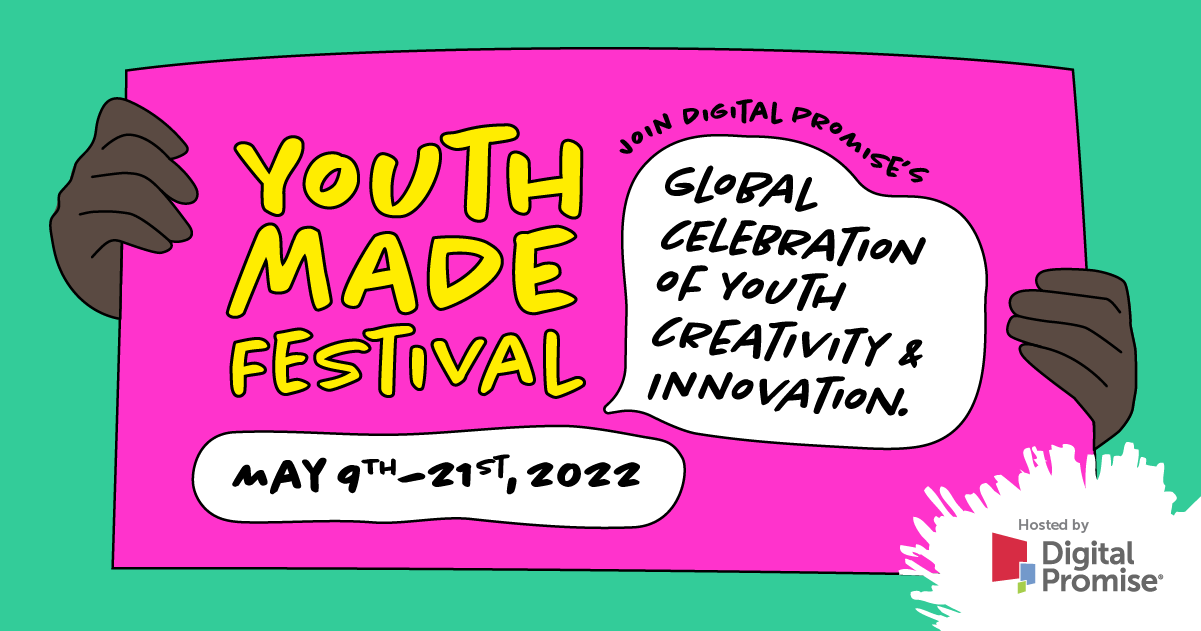 YOUTH
MADE
FESTIVAL
JOIN DIGITAL PROMISE'S
GLOBAL
CELEBRATION
OF YOUTH
CREATIVITY &
INNOVATION.
MAY 9TH–21ST, 2022
Hosted by
Digital
Promise®